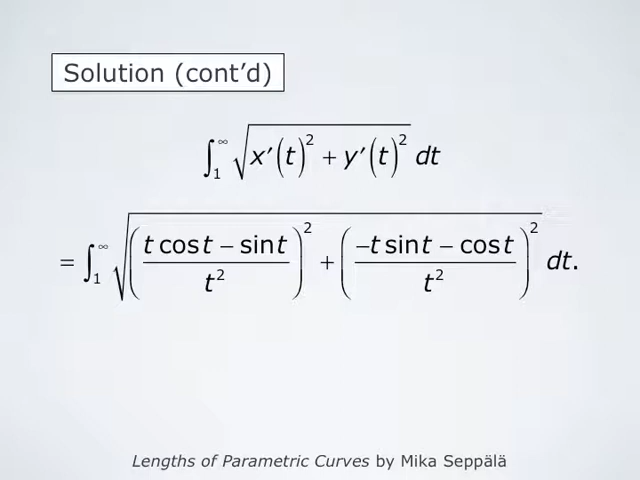 Solution (cont'd)
∫₁^∞ √(x′(t)² + y′(t)²) dt
= ∫₁^∞ √(((t cos t − sin t)/t²)² + ((−t sin t − cos t)/t²)²) dt.
Lengths of Parametric Curves by Mika Seppälä